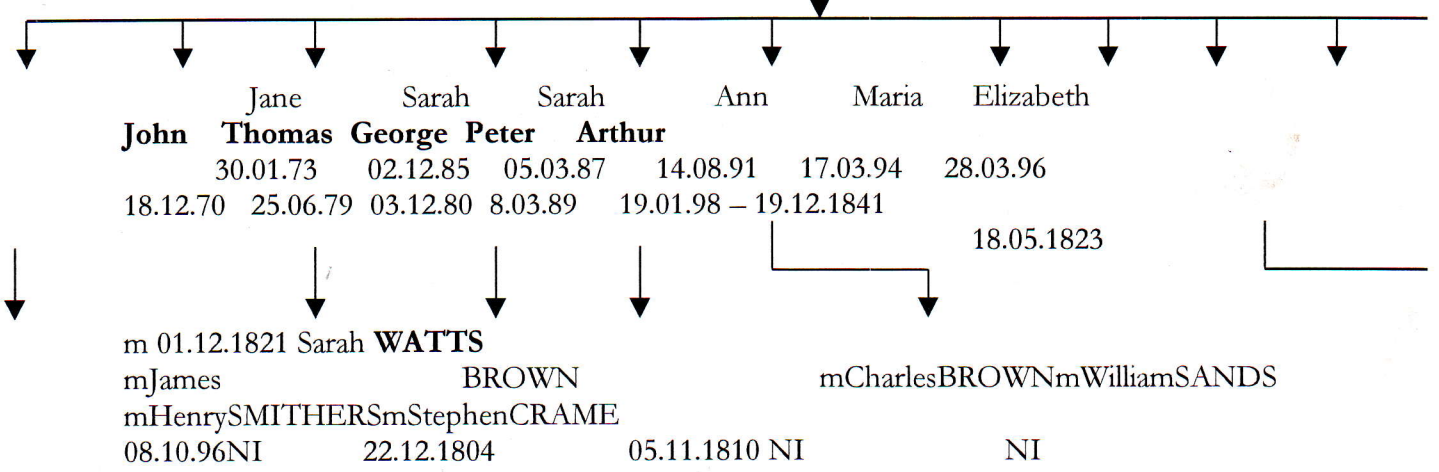 Jane Sarah Sarah Ann Maria Elizabeth
John Thomas George Peter Arthur
30.01.73 02.12.85 05.03.87 14.08.91 17.03.94 28.03.96
18.12.70 25.06.79 03.12.80 8.03.89 19.01.98 – 19.12.1841
18.05.1823
m 01.12.1821 Sarah WATTS
mJames BROWN mCharlesBROWNmWilliamSANDS
mHenrySMITHERSmStephenCRAME
08.10.96NI 22.12.1804 05.11.1810 NI NI